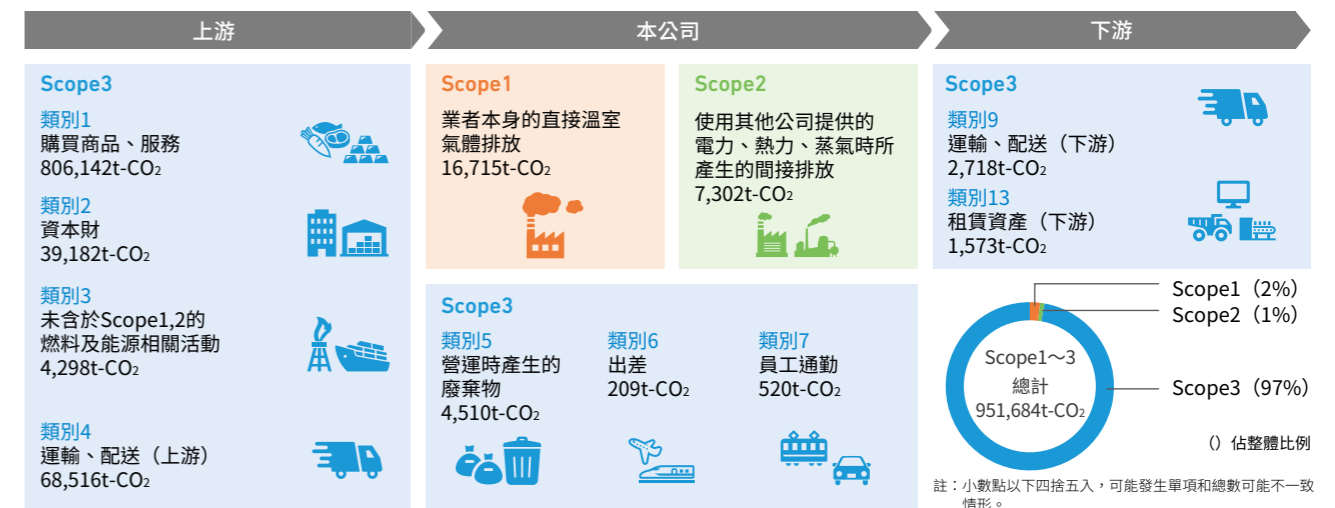 上游
本公司
下游
Scope3
類別1
購買商品、服務
806,142t-CO₂
類別2
資本財
39,182t-CO₂
類別3
未含於Scope1,2的
燃料及能源相關活動
4,298t-CO₂
類別4
運輸、配送（上游）
68,516t-CO₂
Scope1
業者本身的直接溫室
氣體排放
16,715t-CO₂
Scope2
使用其他公司提供的
電力、熱力、蒸氣時所
產生的間接排放
7,302t-CO₂
Scope3
類別5
營運時產生的
廢棄物
4,510t-CO₂
類別6
出差
209t-CO₂
類別7
員工通勤
520t-CO₂
Scope3
類別9
運輸、配送（下游）
2,718t-CO₂
類別13
租賃資產（下游）
1,573t-CO₂
Scope1（2%）
Scope2（1%）
Scope1～3
總計
951,684t-CO₂
Scope3（97%）
（）佔整體比例
註：小數點以下四捨五入，可能發生單項和總數可能不一致
情形。